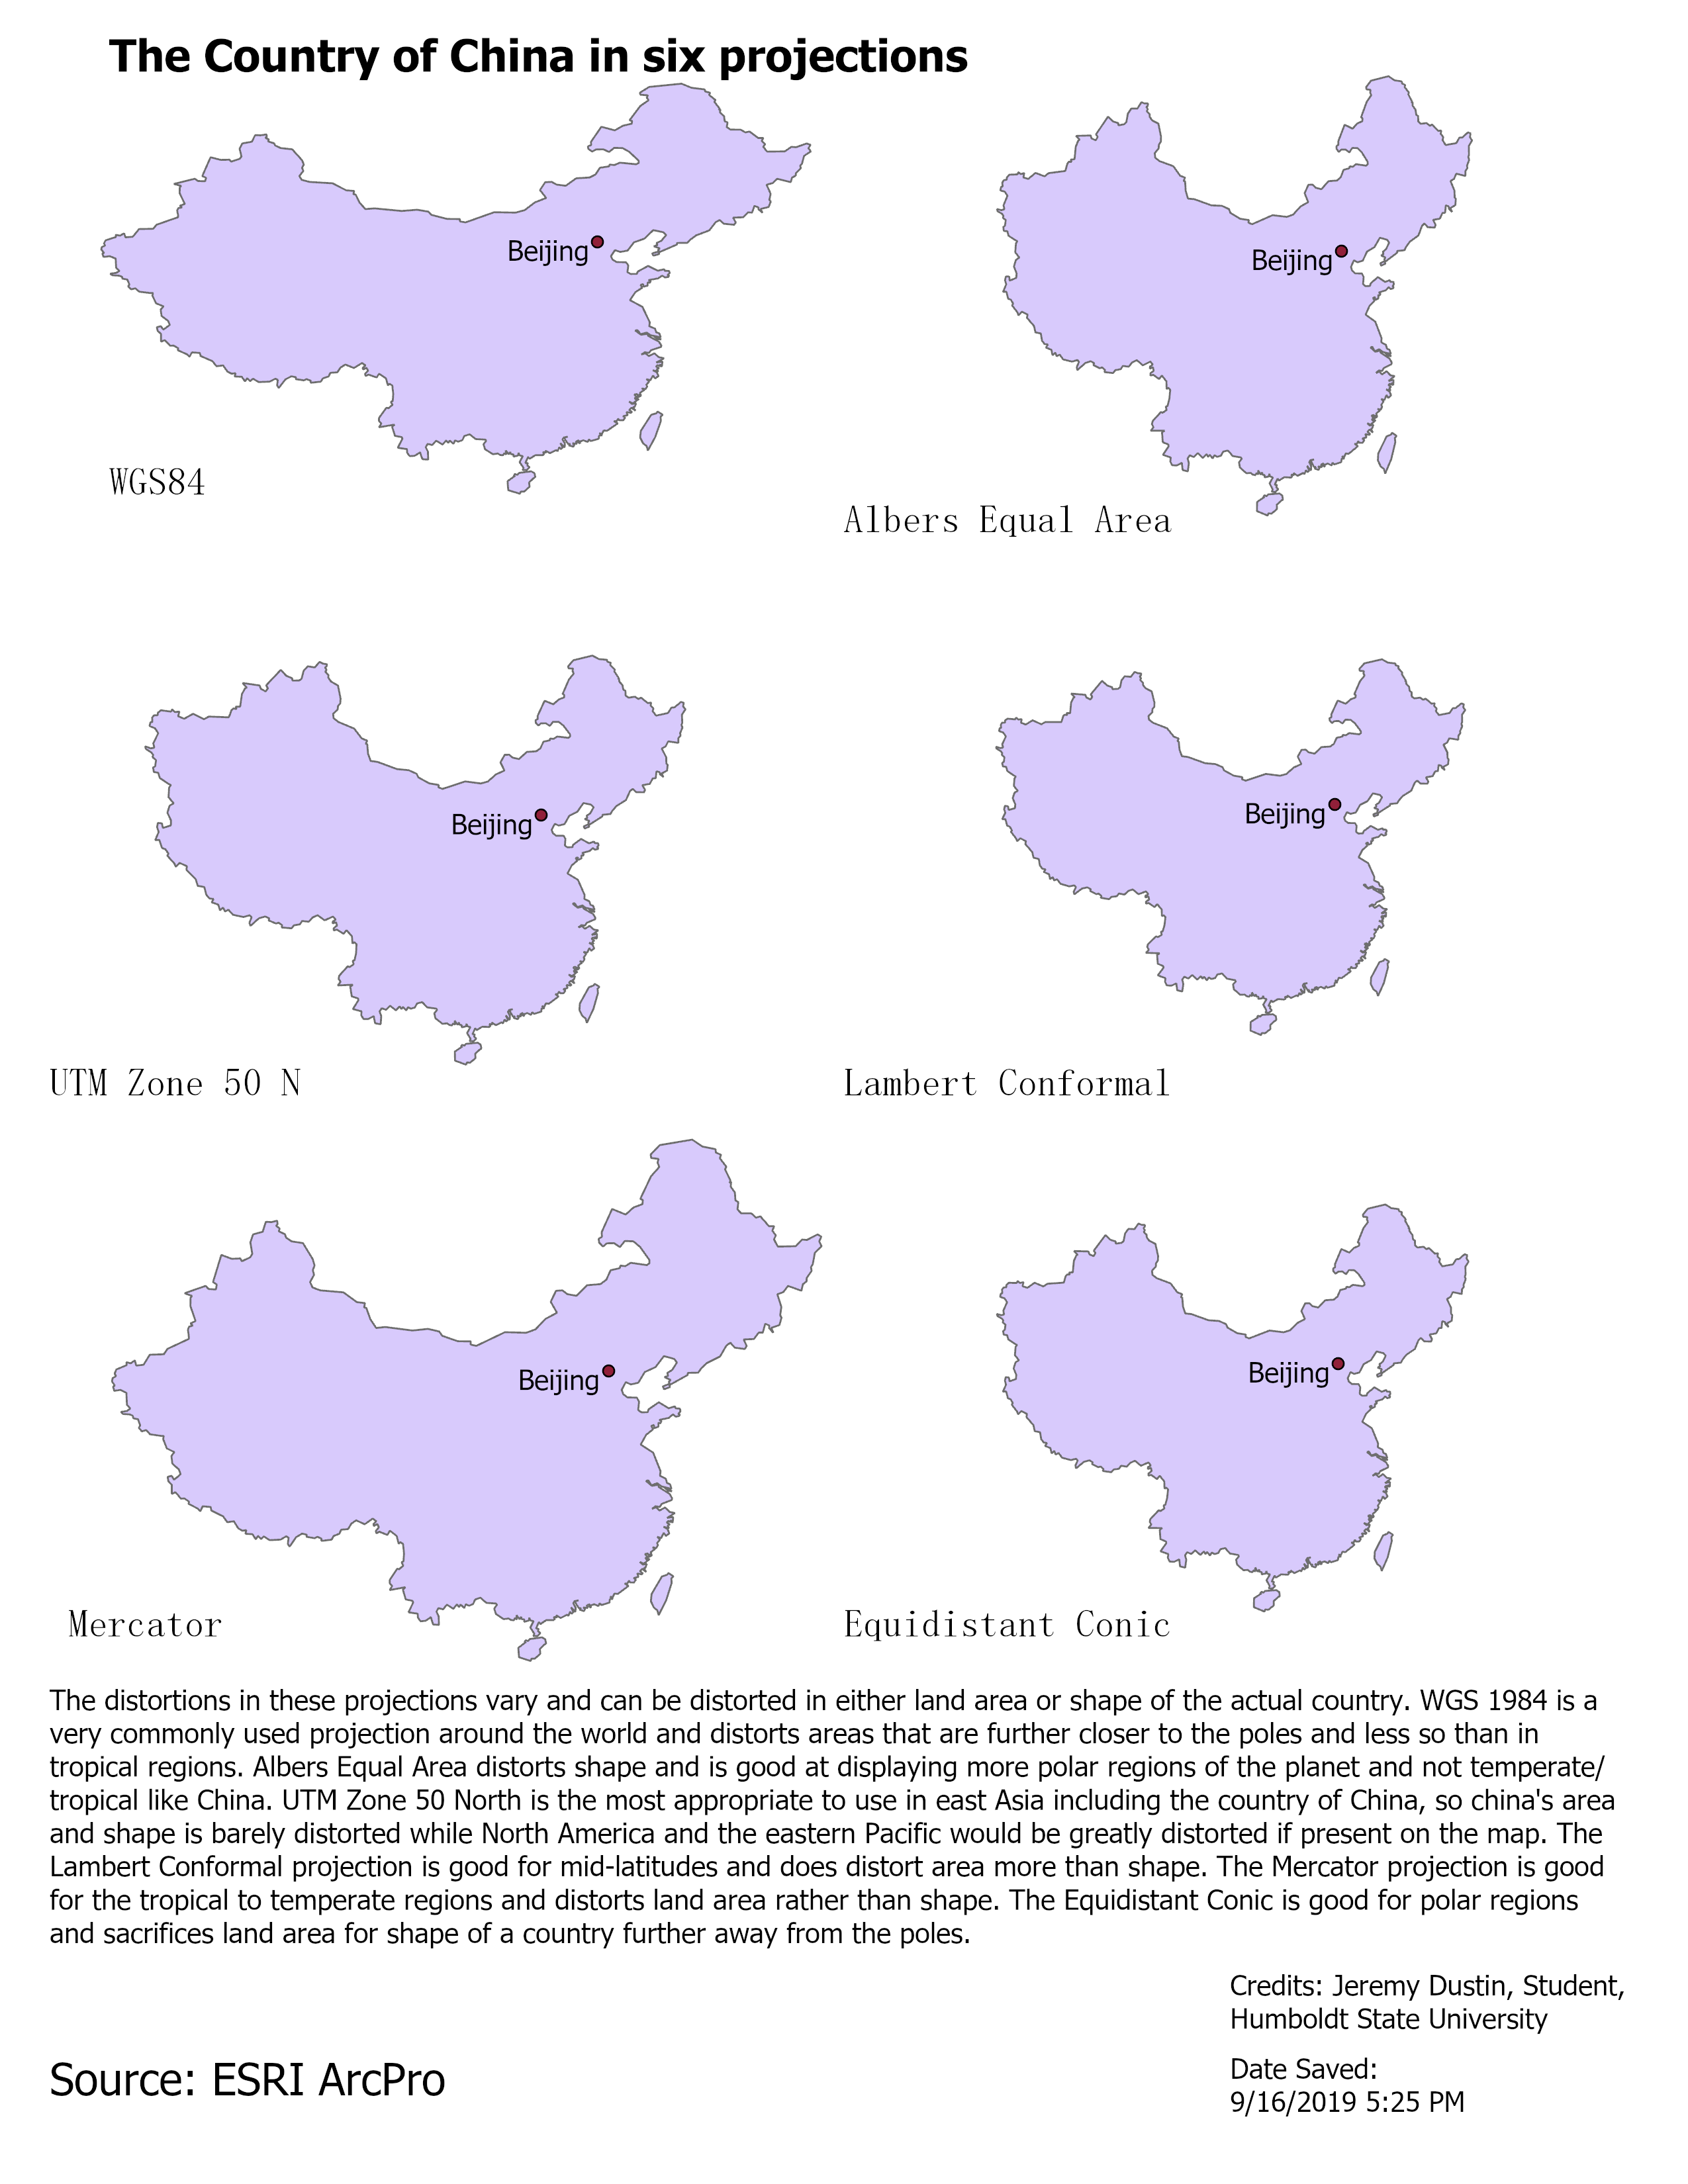 The Country of China in six projections
Beijing
WGS84
Beijing
Albers Equal Area
Beijing
UTM Zone 50 N
Beijing
Lambert Conformal
Beijing
Mercator
Beijing
Equidistant Conic
The distortions in these projections vary and can be distorted in either land area or shape of the actual country. WGS 1984 is a
very commonly used projection around the world and distorts areas that are further closer to the poles and less so than in
tropical regions. Albers Equal Area distorts shape and is good at displaying more polar regions of the planet and not temperate/
tropical like China. UTM Zone 50 North is the most appropriate to use in east Asia including the country of China, so china's area
and shape is barely distorted while North America and the eastern Pacific would be greatly distorted if present on the map. The
Lambert Conformal projection is good for mid-latitudes and does distort area more than shape. The Mercator projection is good
for the tropical to temperate regions and distorts land area rather than shape. The Equidistant Conic is good for polar regions
and sacrifices land area for shape of a country further away from the poles.
Credits: Jeremy Dustin, Student,
Humboldt State University
Source: ESRI ArcPro
Date Saved:
9/16/2019 5:25 PM